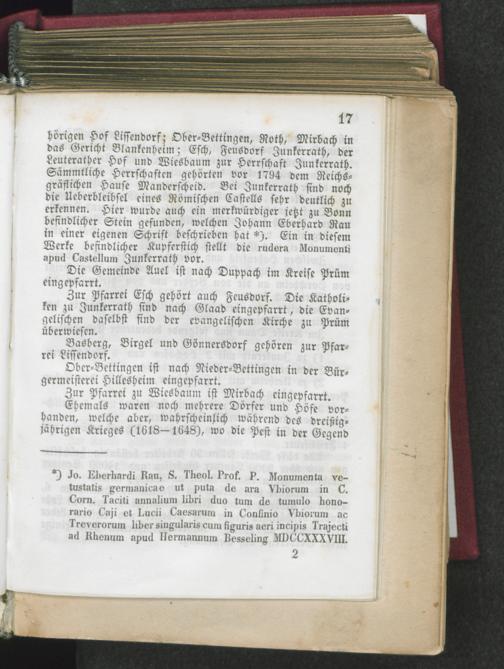 17
hörigen Hof Lissendorf; Ober-Bettingen, Roth, Mirbach in
das Gericht Blankenheim; Esch, Feusdorf Junkerrath, der
Leuterather Hof und Wiesbaum zur Herrschaft Junkerrath.
Sämmtliche Herrschaften gehörten vor 1794 dem Reichs-
gräflichen Hause Manderscheid. Bei Junkerrath sind noch
die Ueberbleibsel eines Römischen Castells sehr deutlich zu
erkennen. Hier wurde auch ein merkwürdiger jetzt zu Bonn
befindlicher Stein gefunden, welchen Johann Eberhard Rau
in einer eigenen Schrift beschrieben hat *). Ein in diesem
Werke befindlicher Kupferstich stellt die rudera Monumenti
apud Castellum Junkerrath vor.
Die Gemeinde Auel ist nach Duppach im Kreise Prüm
eingepfarrt.
Zur Pfarrei Esch gehört auch Feusdorf. Die Katholi-
ken zu Junkerrath sind nach Glaad eingepfarrt, die Evan-
gelischen daselbst sind der evangelischen Kirche zu Prüm
überwiesen.
Basberg, Birgel und Gönnersdorf gehören zur Pfar-
rei Lissendorf.
Ober-Bettingen ist nach Nieder-Bettingen in der Bür-
germeisterei Hillesheim eingepfarrt.
Zur Pfarrei zu Wiesbaum ist Mirbach eingepfarrt.
Ehemals waren noch mehrere Dörfer und Höfe vor-
handen, welche aber, wahrscheinlich während des dreißig-
jährigen Krieges (1618—1648), wo die Pest in der Gegend
*) Jo. Eberhardi Rau, S. Theol. Prof. P. Monumenta ve-
tustatis germanicae ut puta de ara Vbiorum in C.
Corn. Taciti annalium libri duo tum de tumulo hono-
rario Caji et Lucii Caesarum in Confinio Vbiorum ac
Treverorum liber singularis cum figuris aeri incipis Trajecti
ad Rhenum apud Hermannum Besseling MDCCXXXVIII.
2